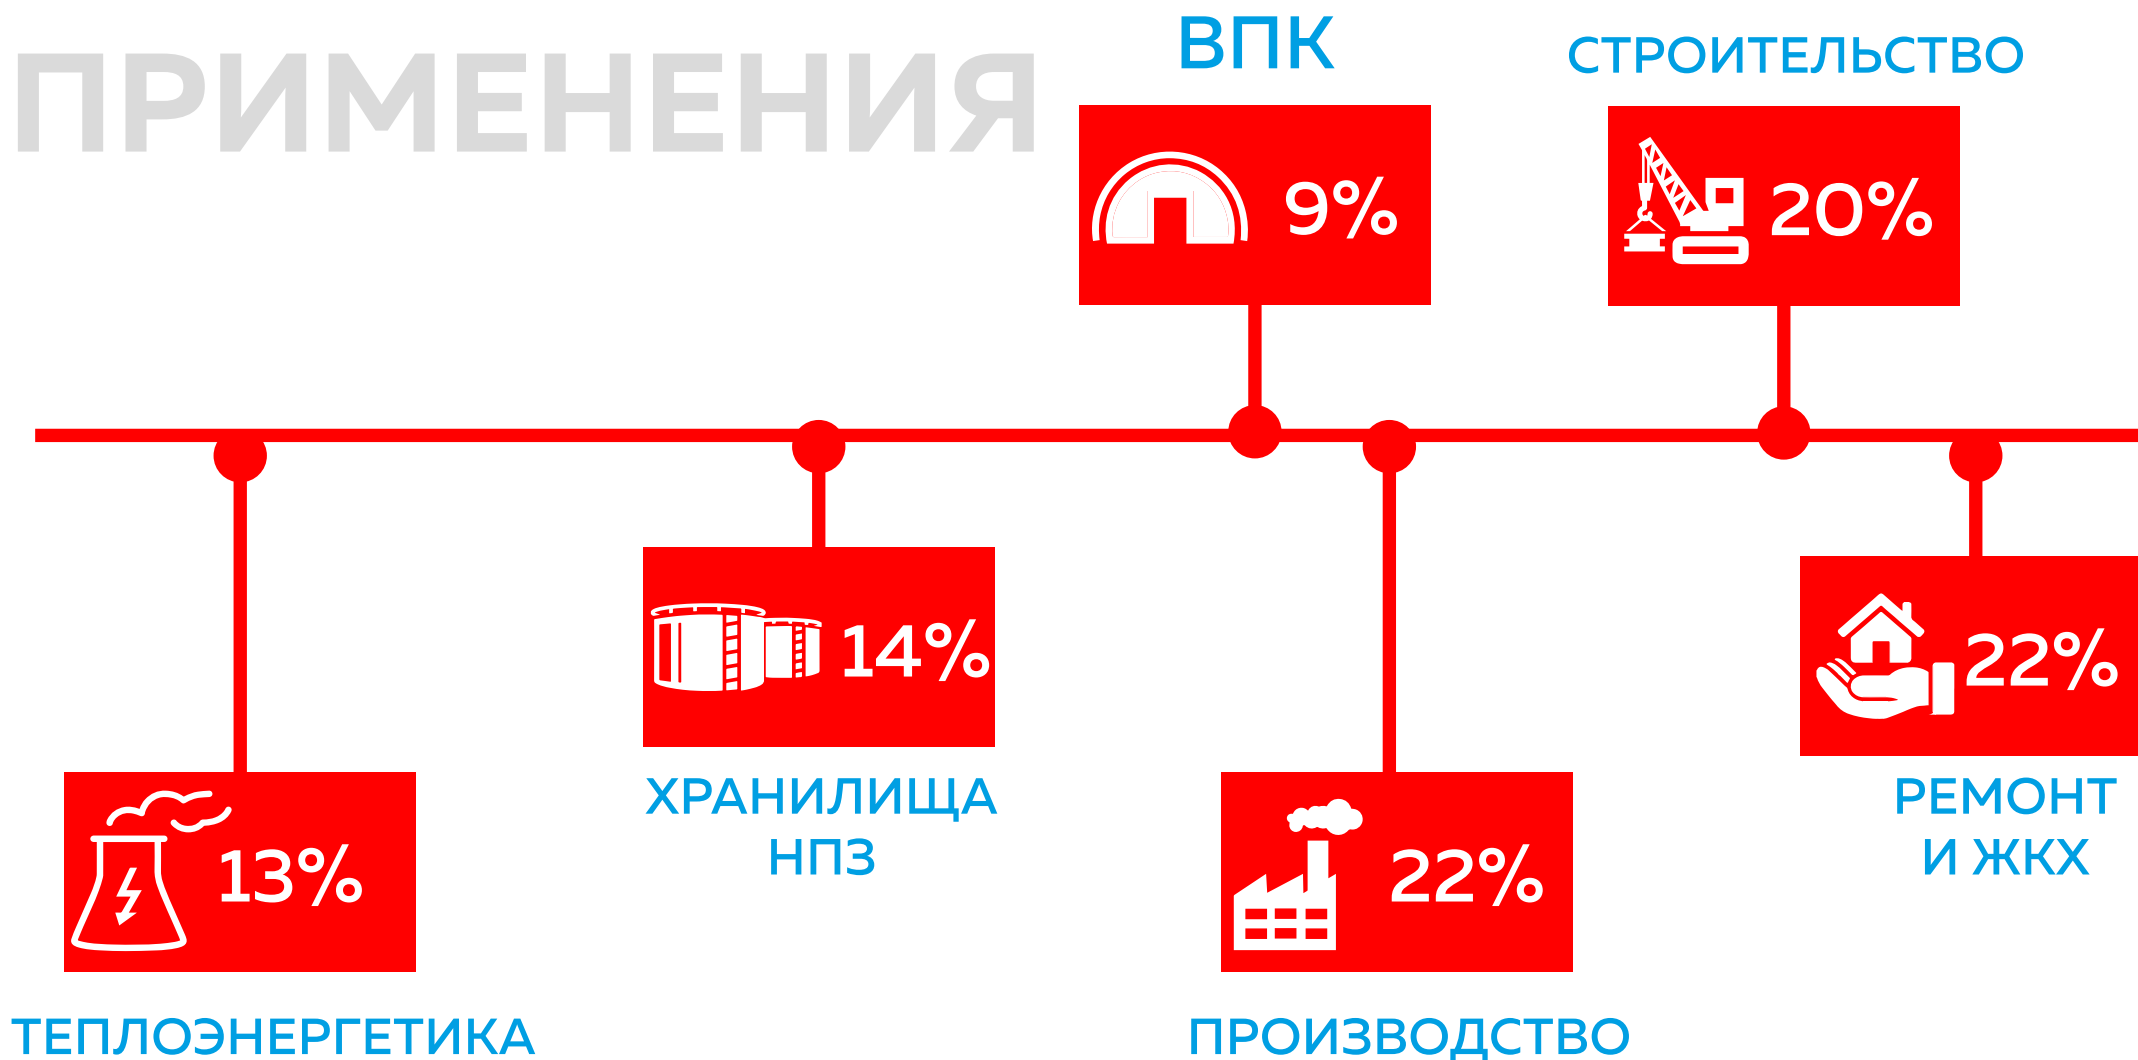 ПРИМЕНЕНИЯ
ВПК
9%
СТРОИТЕЛЬСТВО
20%
13%
ТЕПЛОЭНЕРГЕТИКА
14%
ХРАНИЛИЩА
НПЗ
22%
ПРОИЗВОДСТВО
22%
РЕМОНТ
И ЖКХ